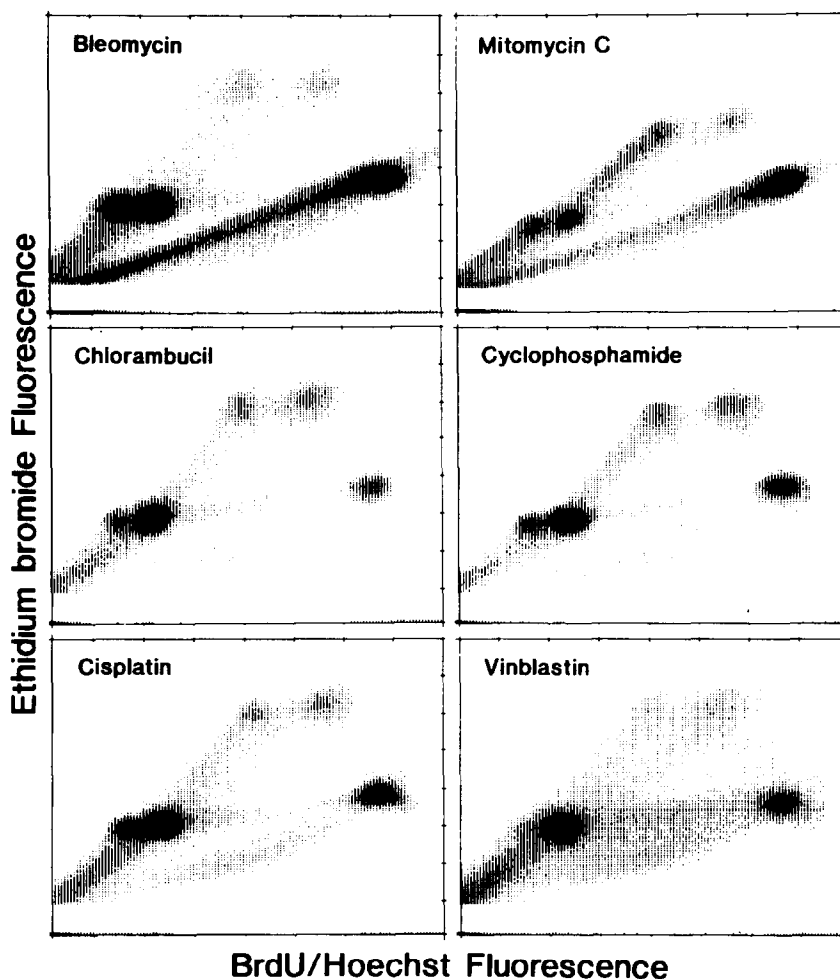 Bleomycin
Mitomycin C
Chlorambucil
Cyclophosphamide
Cisplatin
Vinblastin
Ethidium bromide Fluorescence
BrdU/Hoechst Fluorescence